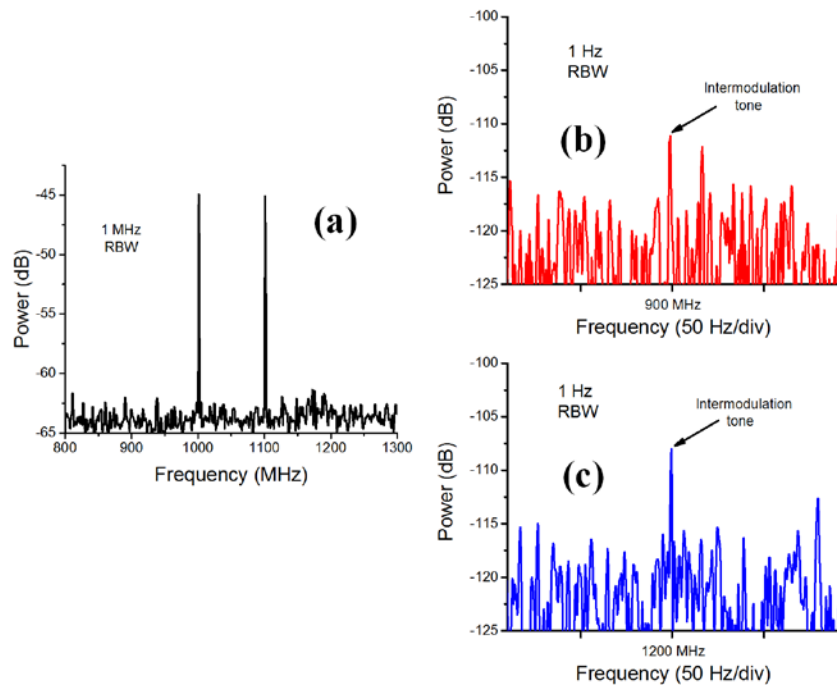 -45
-50
-55
-60
-65
Power (dB)
1 MHz
RBW
(a)
800
900
1000
1100
1200
1300
Frequency (MHz)
-100
-105
-110
-115
-120
-125
Power (dB)
1 Hz
RBW
Intermodulation
tone
(b)
900 MHz
Frequency (50 Hz/div)
-100
-105
-110
-115
-120
-125
Power (dB)
1 Hz
RBW
Intermodulation
tone
(c)
1200 MHz
Frequency (50 Hz/div)